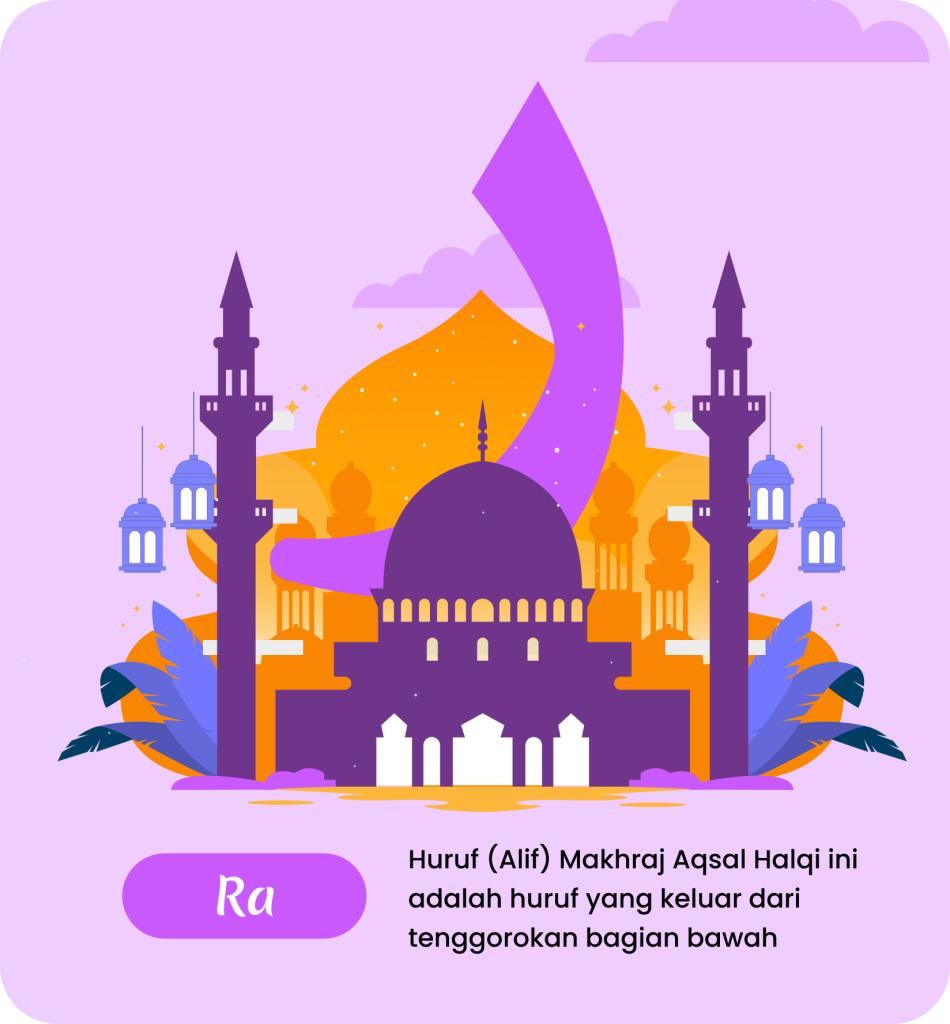 ر
Ra
Huruf (Alif) Makhraj Aqsal Halqi ini
adalah huruf yang keluar dari
tenggorokan bagian bawah